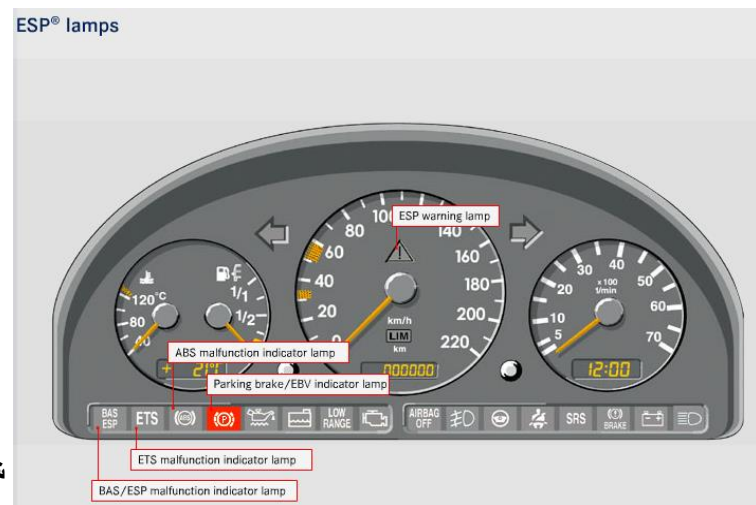 ESP® lamps
ESP warning lamp
80 100 140
60 160
40 180
20 200
0 220
km/h
LIM
km
000000
120°C
80
40
1/1
1/2
+ 21°
30 40
20 50
10 60
5 70
x 100
1/min
12:00
ABS malfunction indicator lamp
Parking brake/EBV indicator lamp
BAS ETS (ABS) (P) LOW AIRBAG SRS
ESP RANGE OFF BRAKE
ETS malfunction indicator lamp
BAS/ESP malfunction indicator lamp